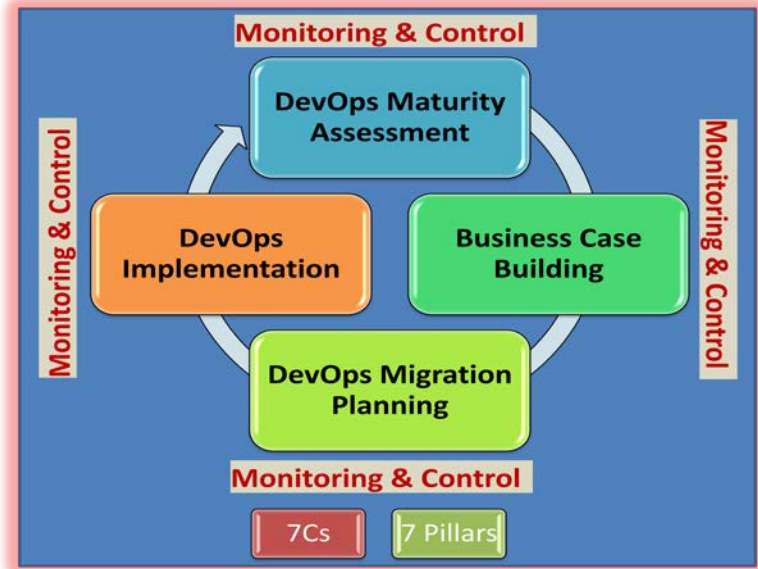 Monitoring & Control
DevOps Maturity
Assessment
Monitoring & Control
Monitoring & Control
DevOps
Implementation
Business Case
Building
DevOps Migration
Planning
Monitoring & Control
7Cs
7 Pillars